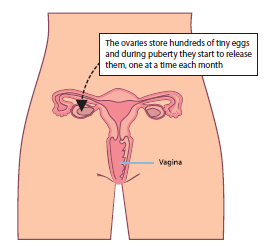 The ovaries store hundreds of tiny eggs
and during puberty they start to release
them, one at a time each month
Vagina